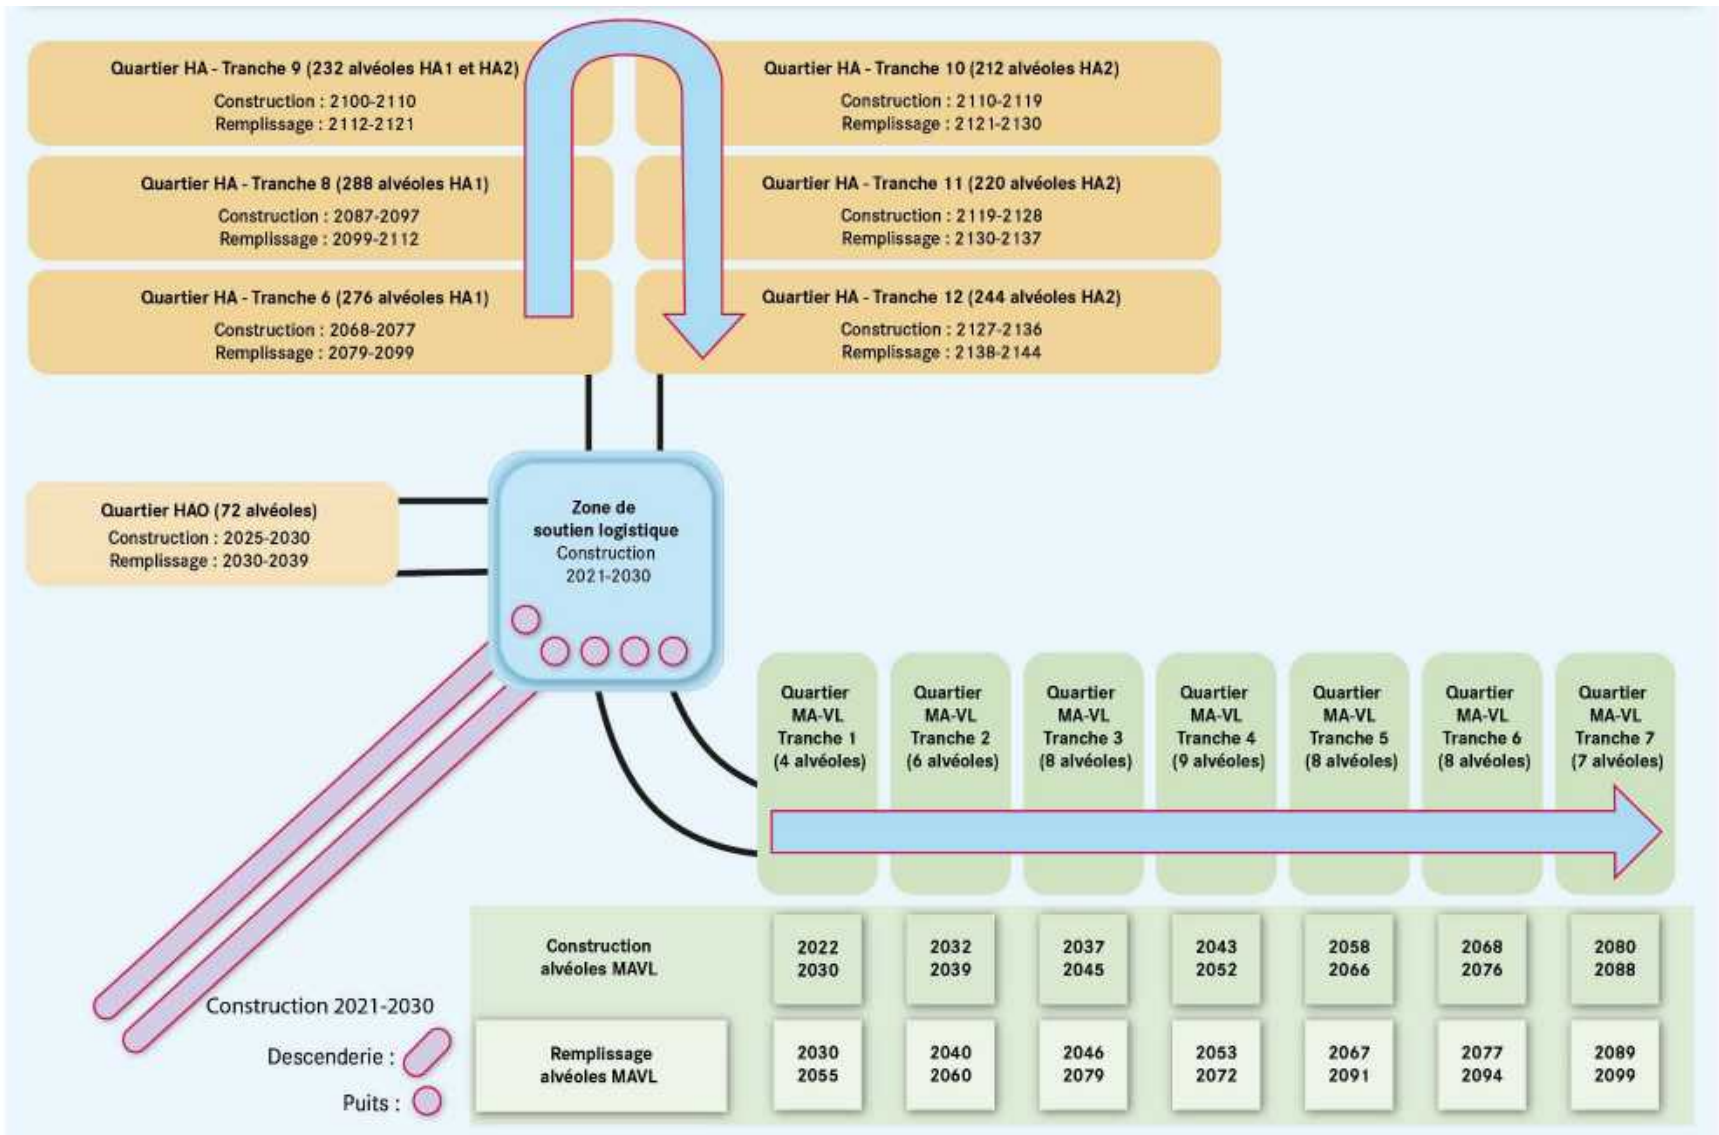 Quartier HA - Tranche 9 (232 alvéoles HA1 et HA2)
Construction : 2100-2110
Remplissage : 2112-2121
Quartier HA - Tranche 10 (212 alvéoles HA2)
Construction : 2110-2119
Remplissage : 2121-2130
Quartier HA - Tranche 8 (288 alvéoles HA1)
Construction : 2087-2097
Remplissage : 2099-2112
Quartier HA - Tranche 11 (220 alvéoles HA2)
Construction : 2119-2128
Remplissage : 2130-2137
Quartier HA - Tranche 6 (276 alvéoles HA1)
Construction : 2068-2077
Remplissage : 2079-2099
Quartier HA - Tranche 12 (244 alvéoles HA2)
Construction : 2127-2136
Remplissage : 2138-2144
Quartier HAO (72 alvéoles)
Construction : 2025-2030
Remplissage : 2030-2039
Zone de
soutien logistique
Construction
2021-2030
Quartier
MA-VL
Tranche 1
(4 alvéoles)
Quartier
MA-VL
Tranche 2
(6 alvéoles)
Quartier
MA-VL
Tranche 3
(8 alvéoles)
Quartier
MA-VL
Tranche 4
(9 alvéoles)
Quartier
MA-VL
Tranche 5
(8 alvéoles)
Quartier
MA-VL
Tranche 6
(8 alvéoles)
Quartier
MA-VL
Tranche 7
(7 alvéoles)
Construction
alvéoles MAVL
2022
2030
2032
2039
2037
2045
2043
2052
2058
2066
2068
2076
2080
2088
Remplissage
alvéoles MAVL
2030
2055
2040
2060
2046
2079
2053
2072
2067
2091
2077
2094
2089
2099
Construction 2021-2030
Descenderie :
Puits :